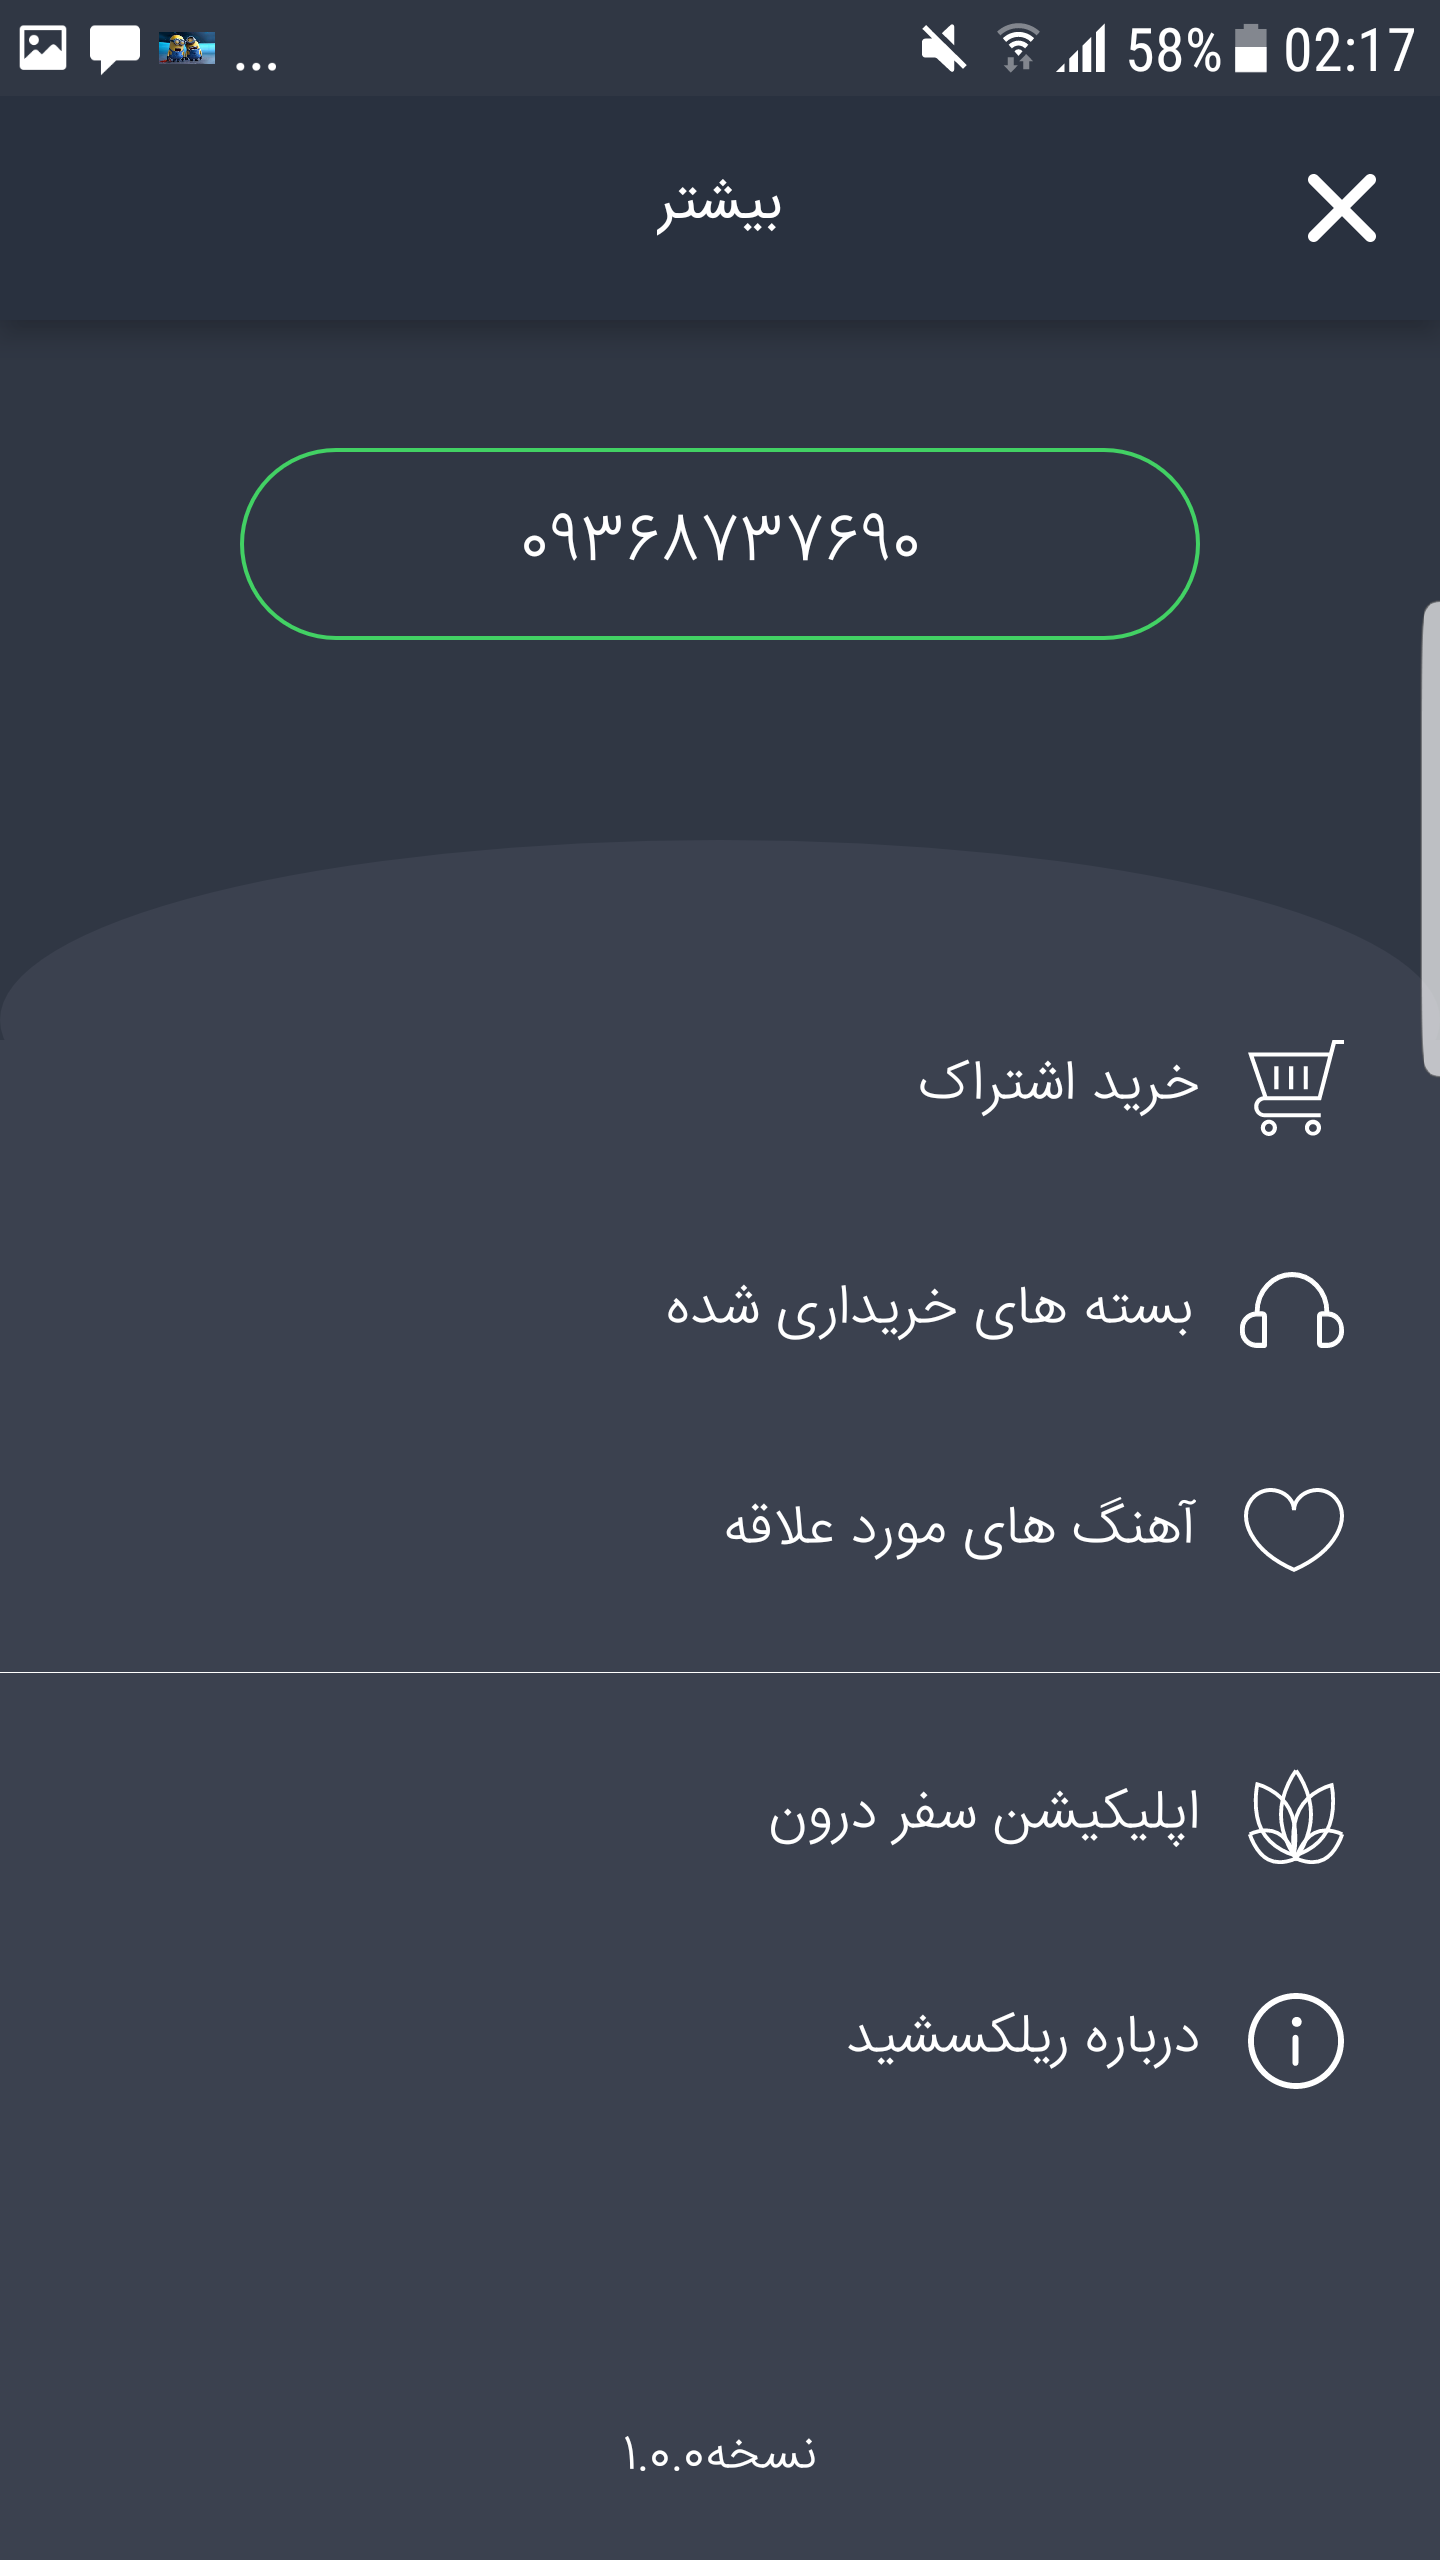 ... 58% 02:17
بیشتر
۰۹۳۶۸۷۳۷۶۹۰
خرید اشتراک
بسته های خریداری شده
آهنگ های مورد علاقه
اپلیکیشن سفر درون
درباره ریلکسشید
نسخه۱.۰.۰